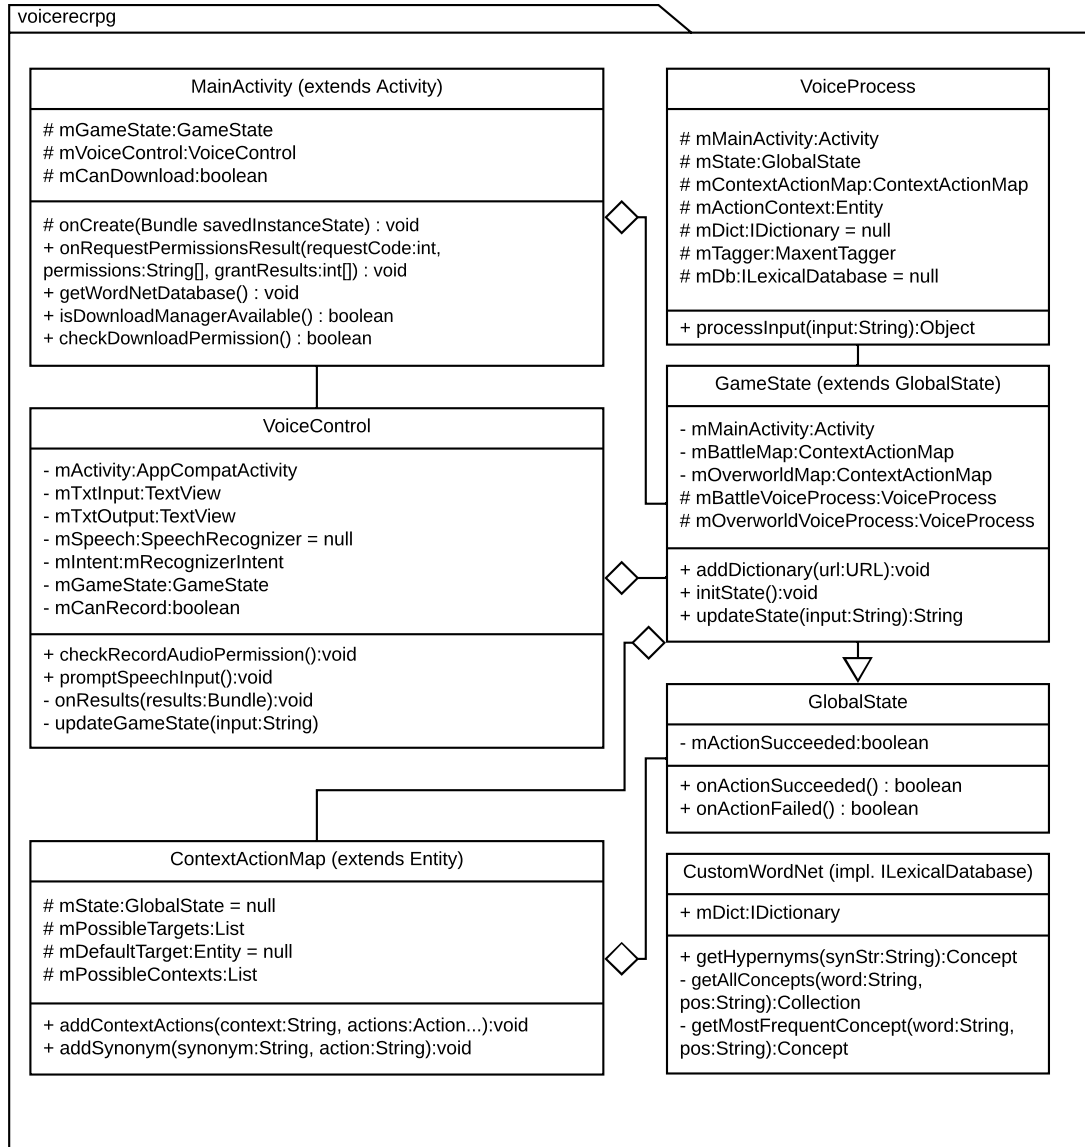 voicerecrpg
MainActivity (extends Activity)
# mGameState:GameState
# mVoiceControl:VoiceControl
# mCanDownload:boolean
# onCreate(Bundle savedInstanceState) : void
+ onRequestPermissionsResult(requestCode:int,
permissions:String[], grantResults:int[]) : void
+ getWordNetDatabase() : void
+ isDownloadManagerAvailable() : boolean
+ checkDownloadPermission() : boolean
VoiceControl
- mActivity:AppCompatActivity
- mTxtInput:TextView
- mTxtOutput:TextView
- mSpeech:SpeechRecognizer = null
- mIntent:mRecognizerIntent
- mGameState:GameState
- mCanRecord:boolean
+ checkRecordAudioPermission():void
+ promptSpeechInput():void
- onResults(results:Bundle):void
- updateGameState(input:String)
ContextActionMap (extends Entity)
# mState:GlobalState = null
# mPossibleTargets:List
# mDefaultTarget:Entity = null
# mPossibleContexts:List
+ addContextActions(context:String, actions:Action...):void
+ addSynonym(synonym:String, action:String):void
VoiceProcess
# mMainActivity:Activity
# mState:GlobalState
# mContextActionMap:ContextActionMap
# mActionContext:Entity
# mDict:IDictionary = null
# mTagger:MaxentTagger
# mDb:ILexicalDatabase = null
+ processInput(input:String):Object
GameState (extends GlobalState)
- mMainActivity:Activity
- mBattleMap:ContextActionMap
- mOverworldMap:ContextActionMap
# mBattleVoiceProcess:VoiceProcess
# mOverworldVoiceProcess:VoiceProcess
+ addDictionary(url:URL):void
+ initState():void
+ updateState(input:String):String
GlobalState
- mActionSucceeded:boolean
+ onActionSucceeded() : boolean
+ onActionFailed() : boolean
CustomWordNet (impl. ILexicalDatabase)
+ mDict:IDictionary
+ getHypernyms(synStr:String):Concept
- getAllConcepts(word:String,
pos:String):Collection
- getMostFrequentConcept(word:String,
pos:String):Concept